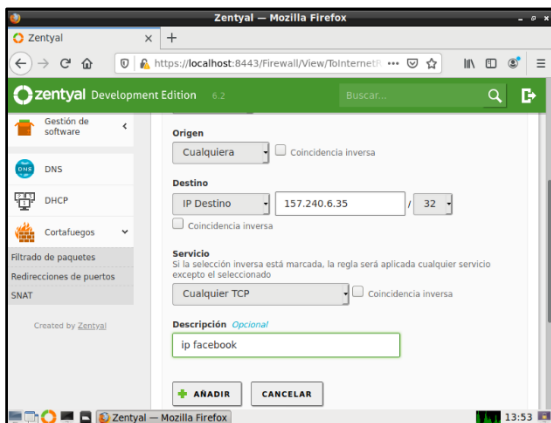 Zentyal — Mozilla Firefox
Zentyal
https://localhost:8443/Firewall/View/ToInternetR
zentyal Development Edition 6.2
Buscar...
Gestión de software
DNS
DHCP
Cortafuegos
Filtrado de paquetes
Redirecciones de puertos
SNAT
Created by Zentyal
Origen
Cualquiera
Coincidencia inversa
Destino
IP Destino 157.240.6.35 / 32
Coincidencia inversa
Servicio
Si la selección inversa está marcada, la regla será aplicada cualquier servicio
excepto el seleccionado
Cualquier TCP
Coincidencia inversa
Descripción Opcional
ip facebook
+ AÑADIR
CANCELAR
Zentyal — Mozilla Firefox
13:53